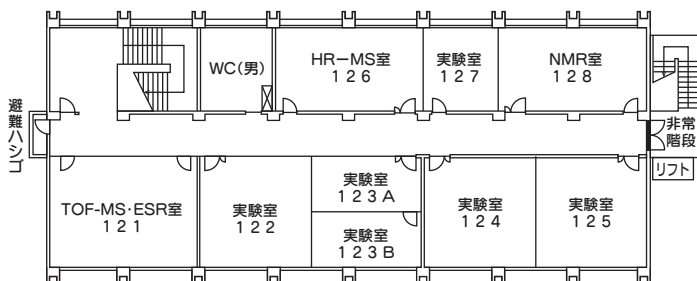 WC(男)
HR－MS室
126
実験室
127
NMR室
128
避難ハシゴ
非常
階段
リフト
TOF-MS・ESR室
121
実験室
122
実験室
123A
実験室
123B
実験室
124
実験室
125